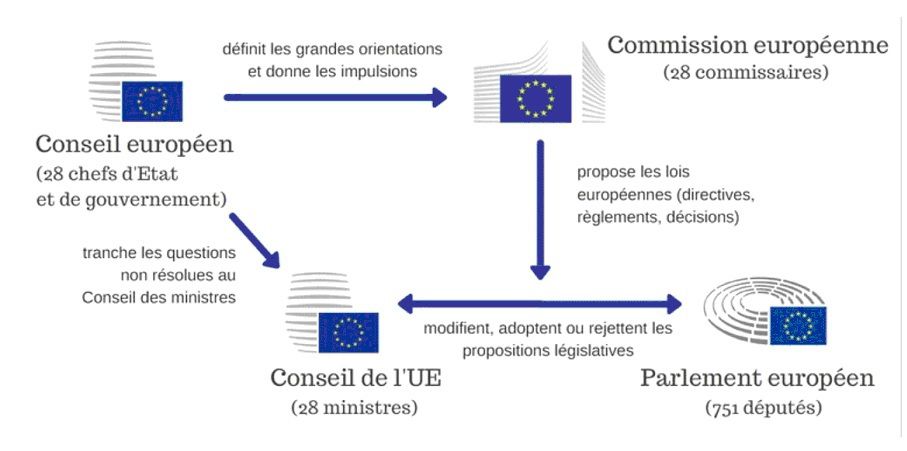 définit les grandes orientations
et donne les impulsions
Commission européenne
(28 commissaires)
Conseil européen
(28 chefs d'Etat
et de gouvernement)
propose les lois
européennes (directives,
règlements, décisions)
tranche les questions
non résolues au
Conseil des ministres
modifient, adoptent ou rejettent les
propositions législatives
Conseil de l'UE
(28 ministres)
Parlement européen
(751 députés)